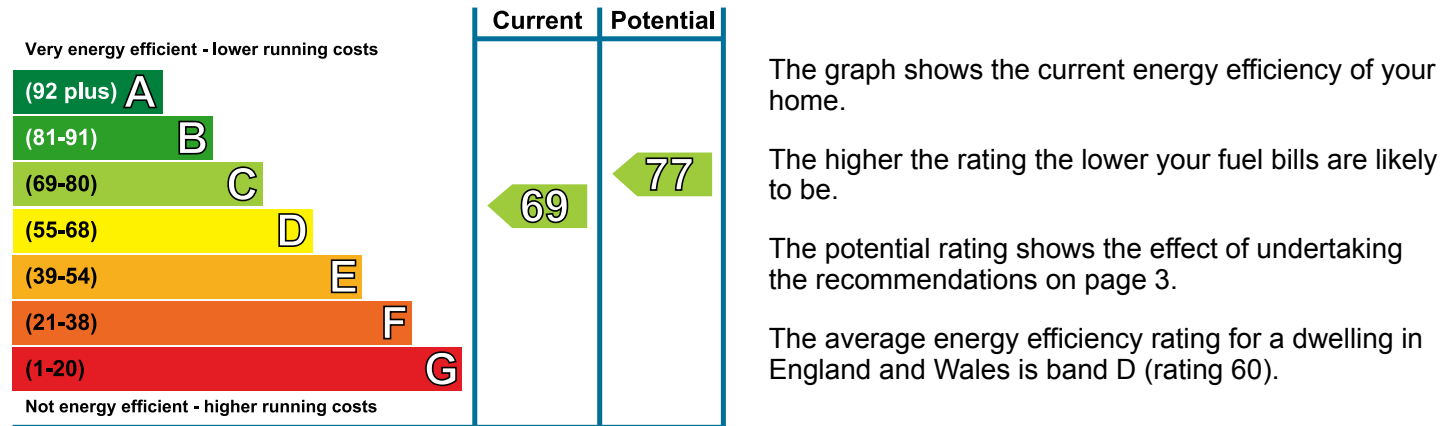 Current Potential
Very energy efficient - lower running costs
(92 plus) A
(81-91) B
(69-80) C
(55-68) D
(39-54) E
(21-38) F
(1-20) G
Not energy efficient - higher running costs
69
77
The graph shows the current energy efficiency of your
home.
The higher the rating the lower your fuel bills are likely
to be.
The potential rating shows the effect of undertaking
the recommendations on page 3.
The average energy efficiency rating for a dwelling in
England and Wales is band D (rating 60).